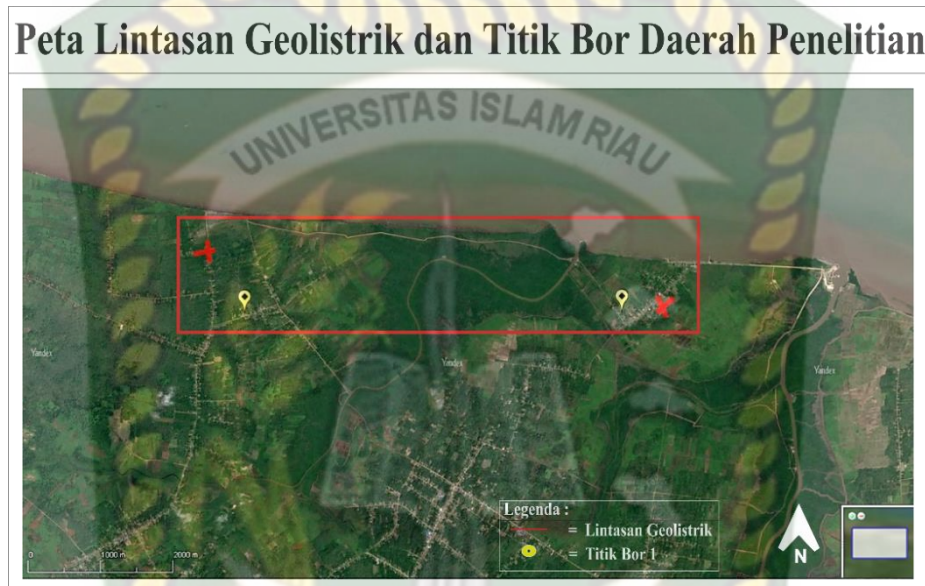 Peta Lintasan Geolistrik dan Titik Bor Daerah Penelitian
UNIVERSITAS ISLAM RIAU
Yandex
Yandex
Yandex
Legenda :
= Lintasan Geolistrik
= Titik Bor 1
0 1000 m 2000 m
N